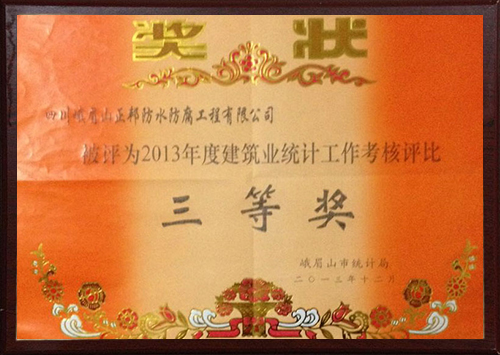 奖状
四川峨眉山正邦防水防腐工程有限公司
被评为2013年度建筑业统计工作考核评比
三等奖
峨眉山市统计局
二〇一三年十二月